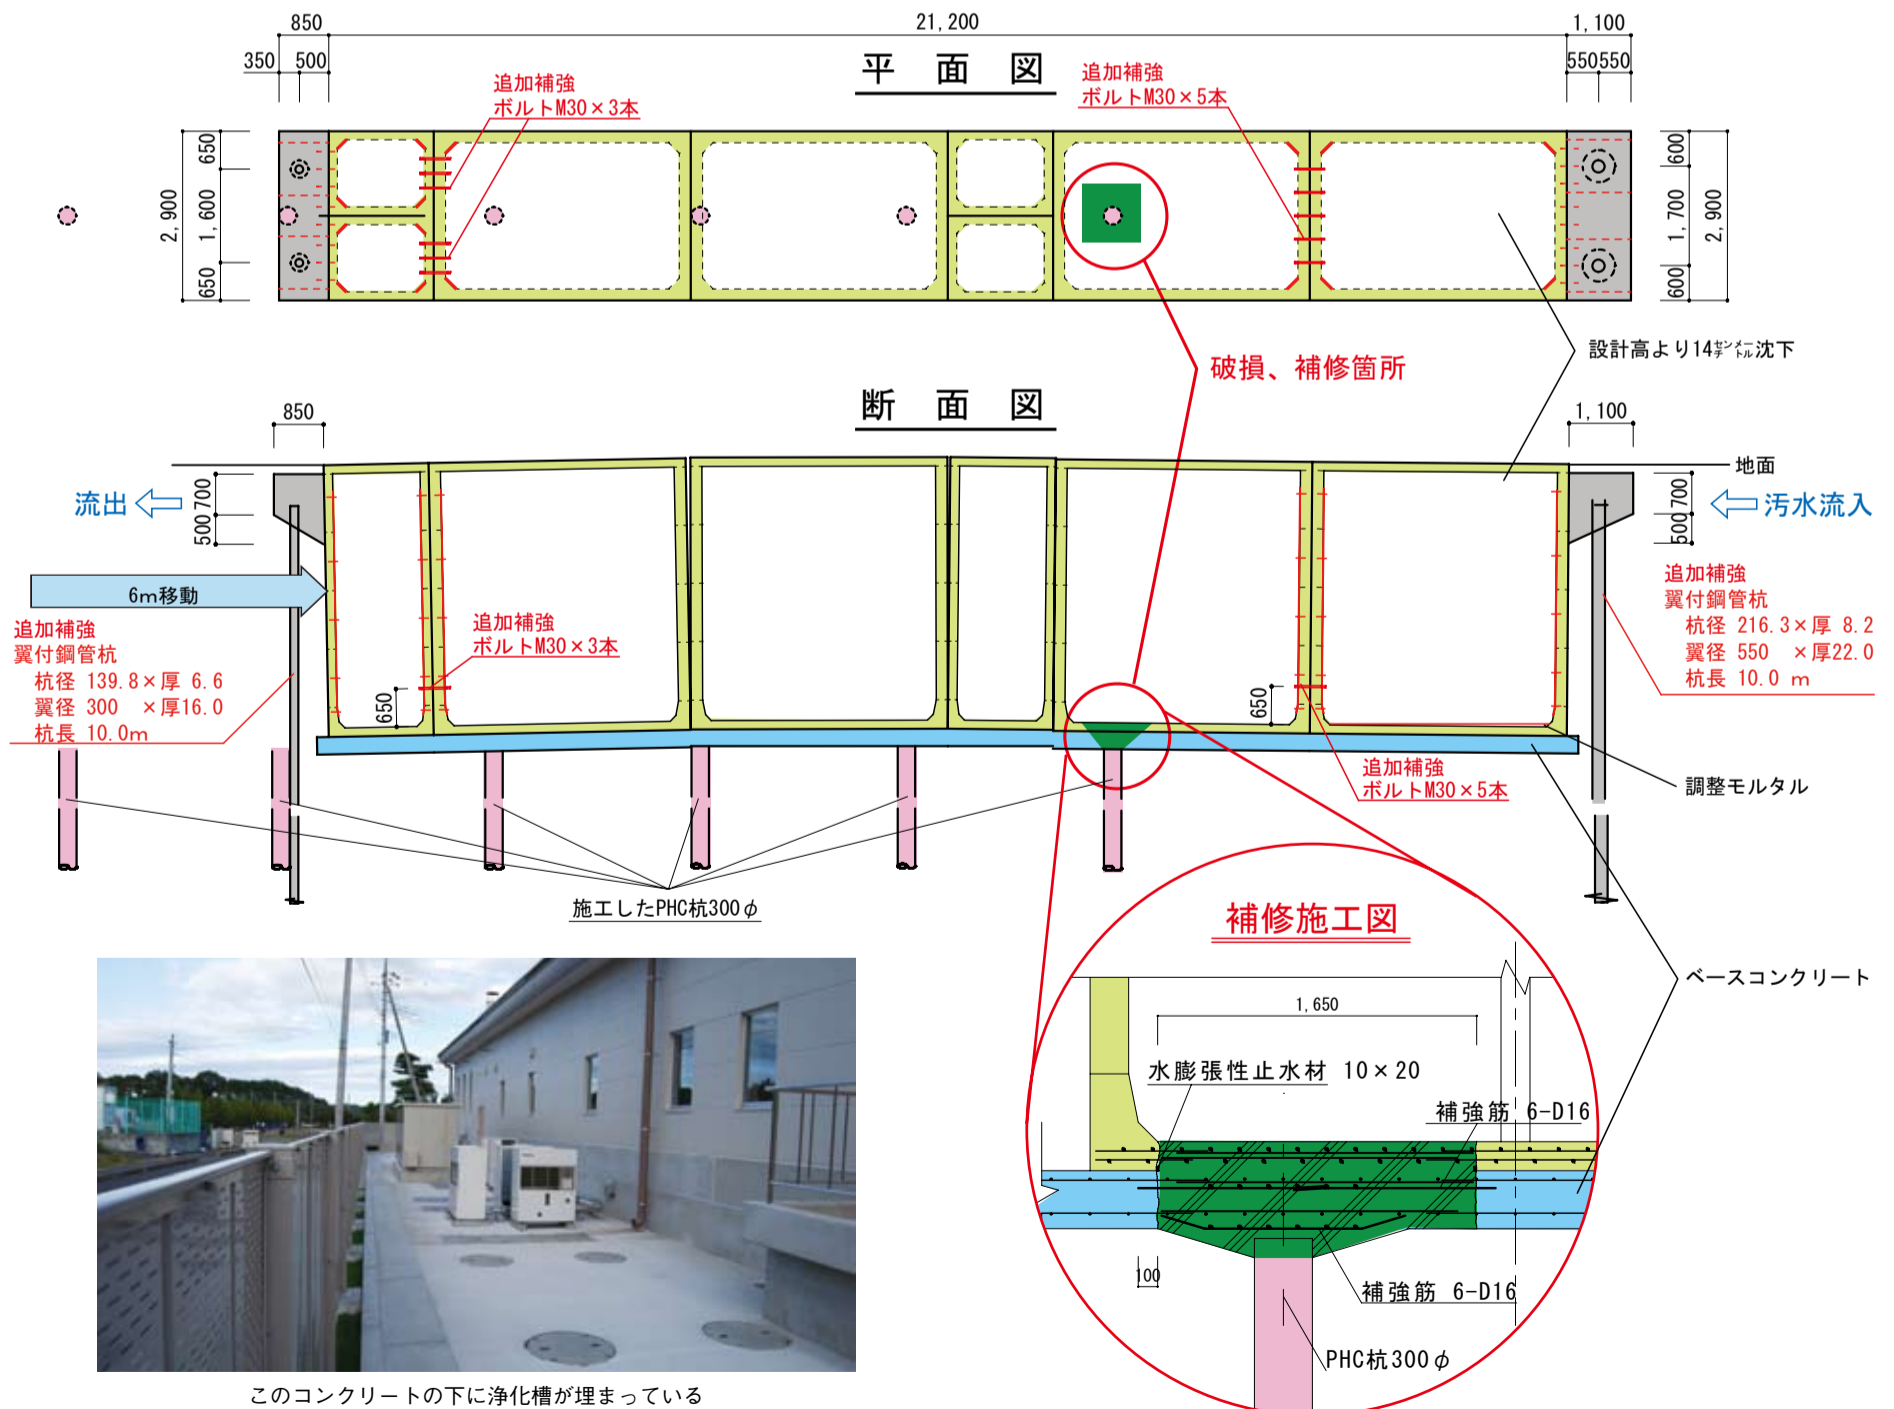 850
21,200
1,100
350
500
550
550
平面図
追加補強
ボルトM30×3本
追加補強
ボルトM30×5本
650
1,600
650
2,900
600
1,700
600
2,900
設計高より14センチメートル沈下
破損、補修箇所
断面図
850
1,100
地面
流出
700
500
700
500
汚水流入
6m移動
追加補強
翼付鋼管杭
杭径 139.8×厚 6.6
翼径 300 ×厚16.0
杭長 10.0m
追加補強
ボルトM30×3本
650
650
追加補強
翼付鋼管杭
杭径 216.3×厚 8.2
翼径 550 ×厚22.0
杭長 10.0 m
追加補強
ボルトM30×5本
調整モルタル
施工したPHC杭300φ
補修施工図
ベースコンクリート
1,650
水膨張性止水材 10×20
補強筋 6-D16
100
補強筋 6-D16
PHC杭300φ
このコンクリートの下に浄化槽が埋まっている